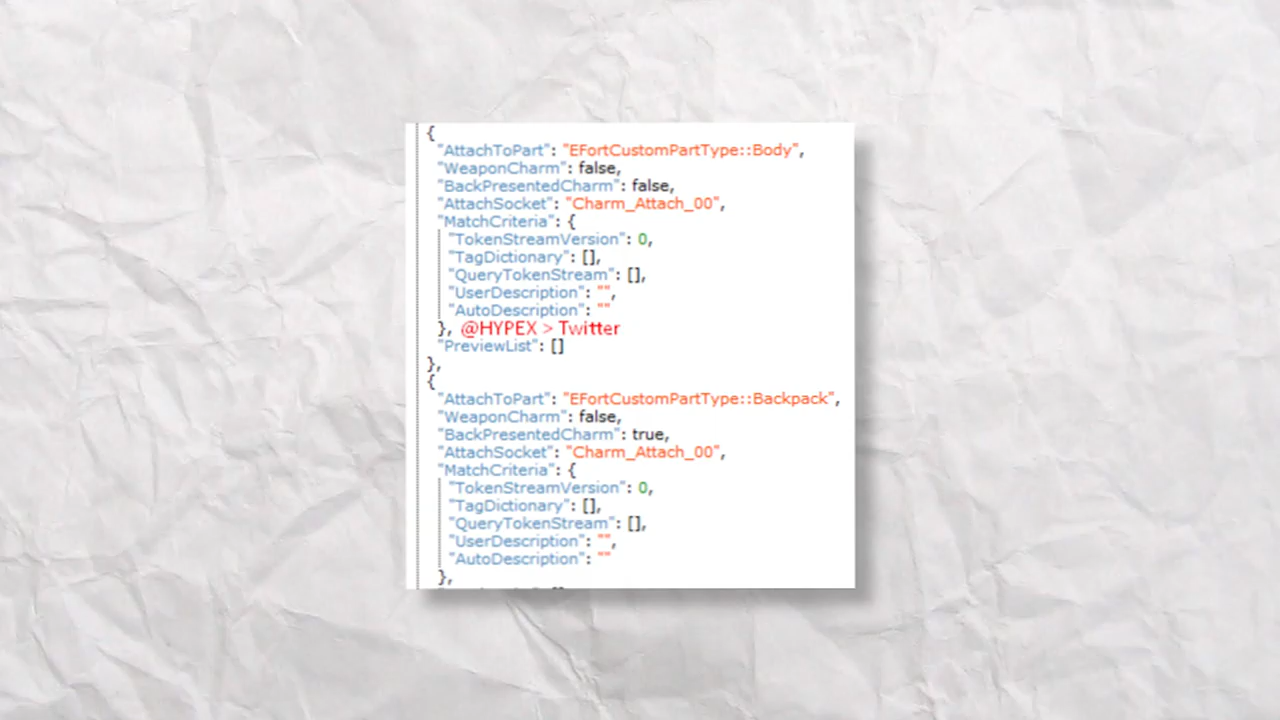 {
"AttachToPart": "EFortCustomPartType::Body",
"WeaponCharm": false,
"BackPresentedCharm": false,
"AttachSocket": "Charm_Attach_00",
"MatchCriteria": {
"TokenStreamVersion": 0,
"TagDictionary": [],
"QueryTokenStream": [],
"UserDescription": "",
"AutoDescription": ""
}, @HYPEX > Twitter
"PreviewList": []
},
{
"AttachToPart": "EFortCustomPartType::Backpack",
"WeaponCharm": false,
"BackPresentedCharm": true,
"AttachSocket": "Charm_Attach_00",
"MatchCriteria": {
"TokenStreamVersion": 0,
"TagDictionary": [],
"QueryTokenStream": [],
"UserDescription": "",
"AutoDescription": ""
},